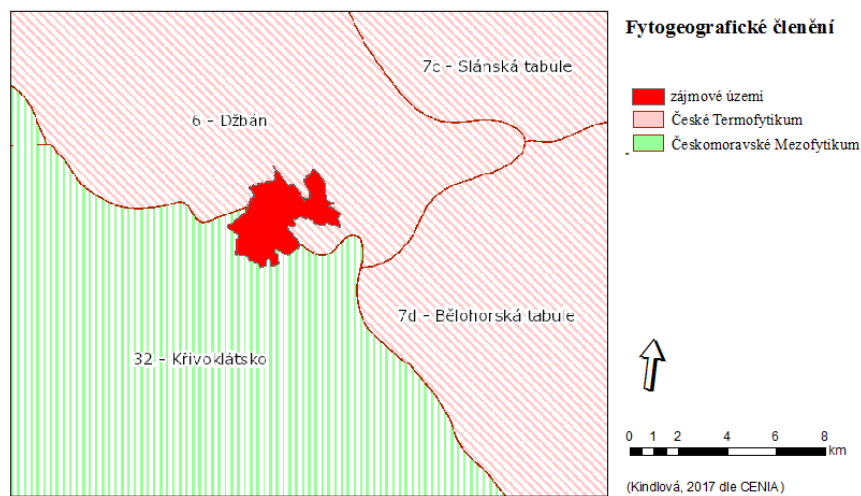 Fytogeografické členění
7c - Slánská tabule
zájmové území
6 - Džbán
České Termofytikum
Českomoravské Mezofytikum
7d - Bělohorská tabule
32 - Křivoklátsko
0 1 2 4 6 8
km
(Kindlová, 2017 dle CENIA)